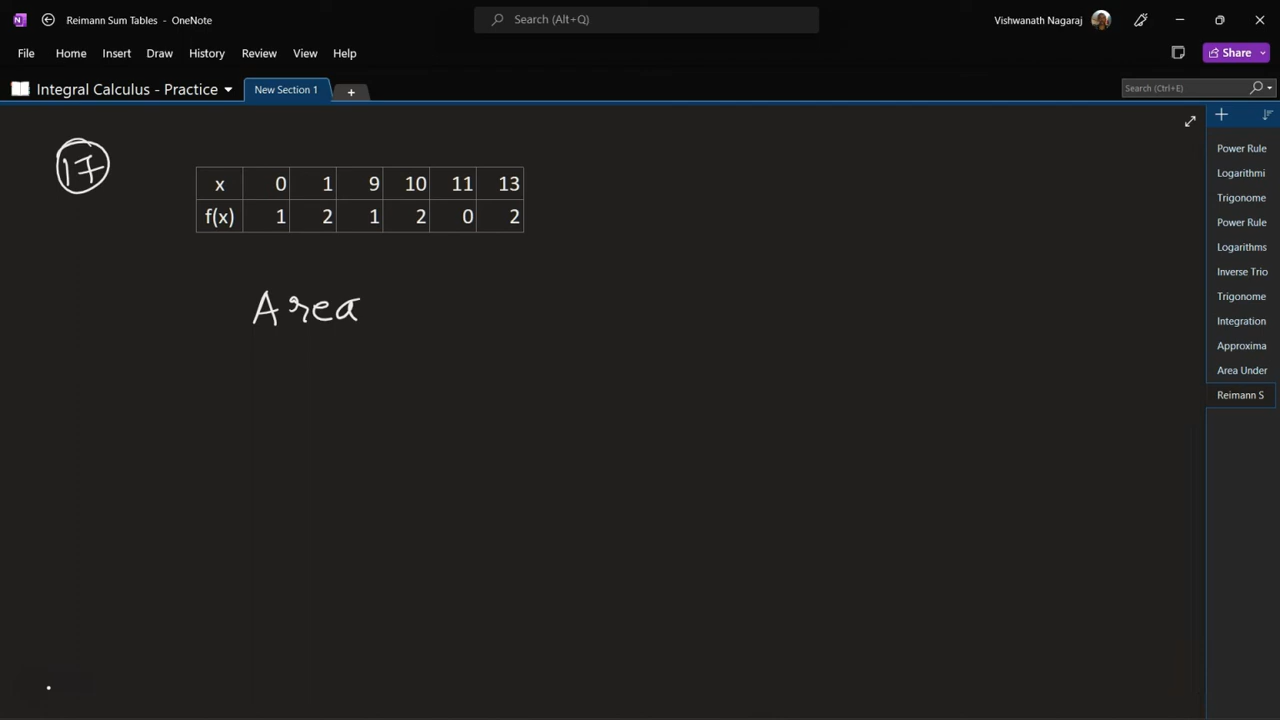 Reimann Sum Tables - OneNote
Search (Alt+Q)
Vishwanath Nagaraj
File Home Insert Draw History Review View Help
Share
Integral Calculus - Practice
New Section 1
+
Search (Ctrl+E)
17
x 0 1 9 10 11 13
f(x) 1 2 1 2 0 2
Area
Power Rule
Logarithmi
Trigonome
Power Rule
Logarithms
Inverse Trio
Trigonome
Integration
Approxima
Area Under
Reimann S